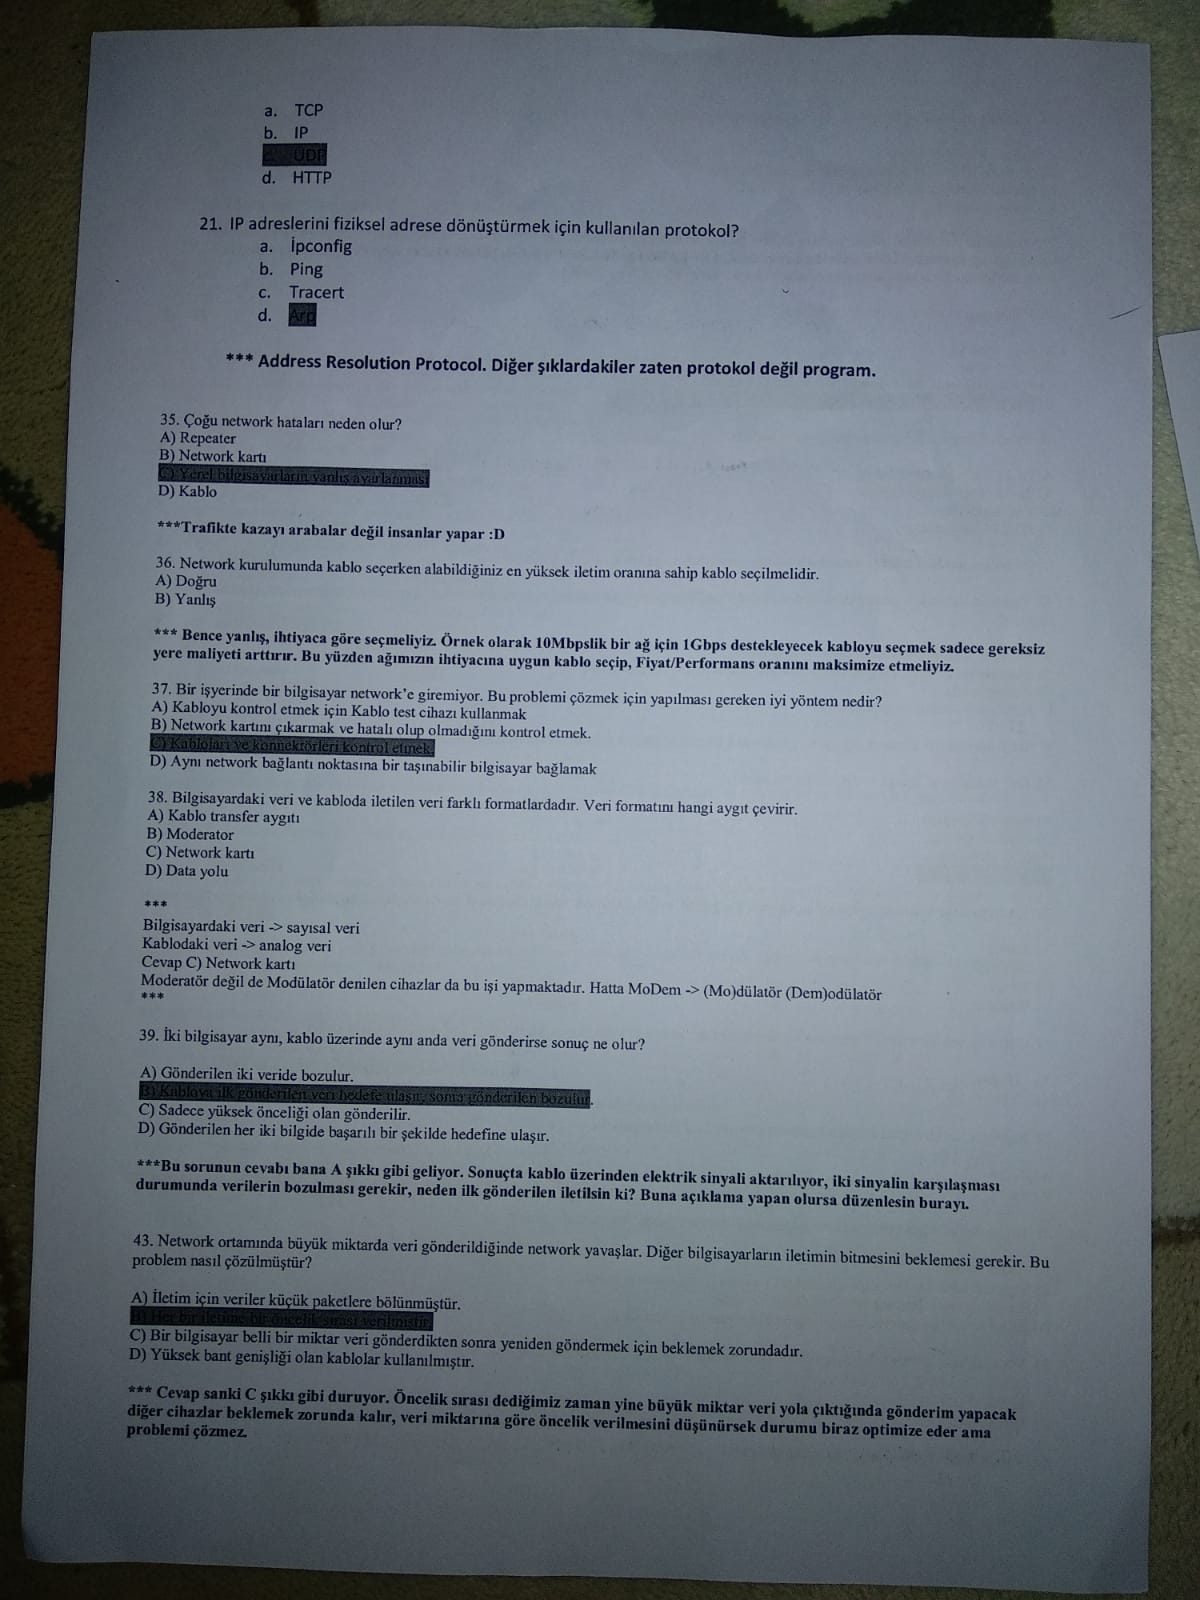 a. TCP
b. IP
c. UDP
d. HTTP
21. IP adreslerini fiziksel adrese dönüştürmek için kullanılan protokol?
a. İpconfig
b. Ping
c. Tracert
d. Arp
*** Address Resolution Protocol. Diğer şıklardakiler zaten protokol değil program.
35. Çoğu network hataları neden olur?
A) Repeater
B) Network kartı
C) Yerel bilgisayarların yanlış ayarlanması
D) Kablo
***Trafikte kazayı arabalar değil insanlar yapar :D
36. Network kurulumunda kablo seçerken alabildiğiniz en yüksek iletim oranına sahip kablo seçilmelidir.
A) Doğru
B) Yanlış
*** Bence yanlış, ihtiyaca göre seçmeliyiz. Örnek olarak 10Mbpslik bir ağ için 1Gbps destekleyecek kabloyu seçmek sadece gereksiz
yere maliyeti arttırır. Bu yüzden ağımızın ihtiyacına uygun kablo seçip, Fiyat/Performans oranını maksimize etmeliyiz.
37. Bir işyerinde bir bilgisayar network'e giremiyor. Bu problemi çözmek için yapılması gereken iyi yöntem nedir?
A) Kabloyu kontrol etmek için Kablo test cihazı kullanmak
B) Network kartını çıkarmak ve hatalı olup olmadığını kontrol etmek.
C) Kabloları ve konnektörleri kontrol etmek.
D) Aynı network bağlantı noktasına bir taşınabilir bilgisayar bağlamak
38. Bilgisayardaki veri ve kabloda iletilen veri farklı formatlardadır. Veri formatını hangi aygıt çevirir.
A) Kablo transfer aygıtı
B) Moderator
C) Network kartı
D) Data yolu
***
Bilgisayardaki veri -> sayısal veri
Kablodaki veri -> analog veri
Cevap C) Network kartı
Moderatör değil de Modülatör denilen cihazlar da bu işi yapmaktadır. Hatta MoDem -> (Mo)dülatör (Dem)odülatör
***
39. İki bilgisayar aynı, kablo üzerinde aynı anda veri gönderirse sonuç ne olur?
A) Gönderilen iki veride bozulur.
B) Kabloya ilk gönderilen veri hedefe ulaşır, sonra gönderilen bozulur.
C) Sadece yüksek önceliği olan gönderilir.
D) Gönderilen her iki bilgide başarılı bir şekilde hedefine ulaşır.
***Bu sorunun cevabı bana A şıkkı gibi geliyor. Sonuçta kablo üzerinden elektrik sinyali aktarılıyor, iki sinyalin karşılaşması
durumunda verilerin bozulması gerekir, neden ilk gönderilen iletilsin ki? Buna açıklama yapan olursa düzenlesin burayı.
43. Network ortamında büyük miktarda veri gönderildiğinde network yavaşlar. Diğer bilgisayarların iletimin bitmesini beklemesi gerekir. Bu
problem nasıl çözülmüştür?
A) İletim için veriler küçük paketlere bölünmüştür.
B) Her bir iletime bir öncelik sırası verilmiştir.
C) Bir bilgisayar belli bir miktar veri gönderdikten sonra yeniden göndermek için beklemek zorundadır.
D) Yüksek bant genişliği olan kablolar kullanılmıştır.
*** Cevap sanki C şıkkı gibi duruyor. Öncelik sırası dediğimiz zaman yine büyük miktar veri yola çıktığında gönderim yapacak
diğer cihazlar beklemek zorunda kalır, veri miktarına göre öncelik verilmesini düşünürsek durumu biraz optimize eder ama
problemi çözmez.